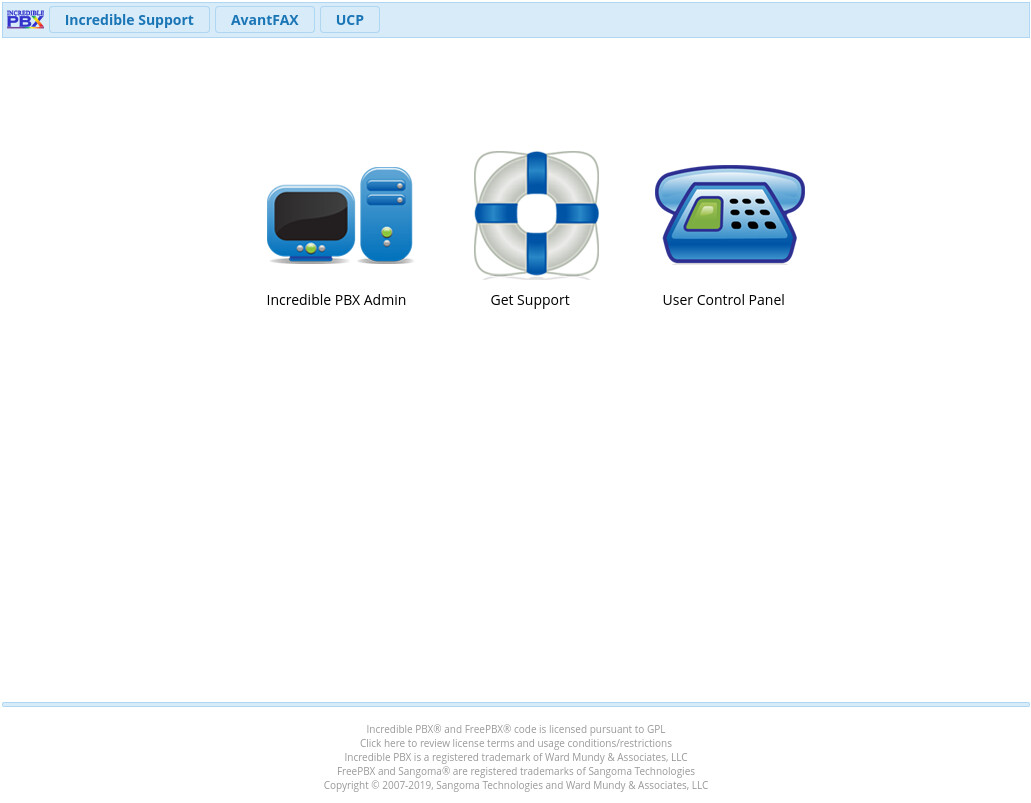 INCREDIBLE
PBX
Incredible Support
AvantFAX
UCP
Incredible PBX Admin
Get Support
User Control Panel
Incredible PBX® and FreePBX® code is licensed pursuant to GPL
Click here to review license terms and usage conditions/restrictions
Incredible PBX is a registered trademark of Ward Mundy & Associates, LLC
FreePBX and Sangoma® are registered trademarks of Sangoma Technologies
Copyright © 2007-2019, Sangoma Technologies and Ward Mundy & Associates, LLC